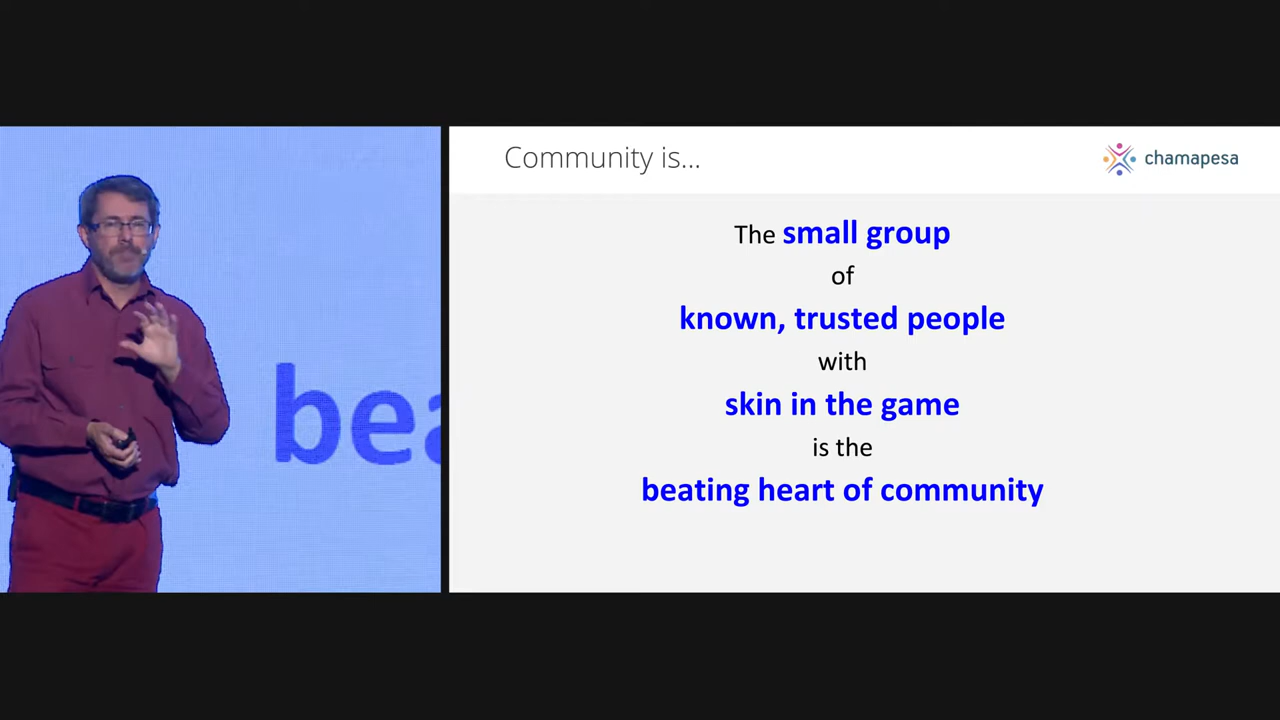 Community is...
chamapesa
The small group
of
known, trusted people
with
skin in the game
is the
beating heart of community
bea